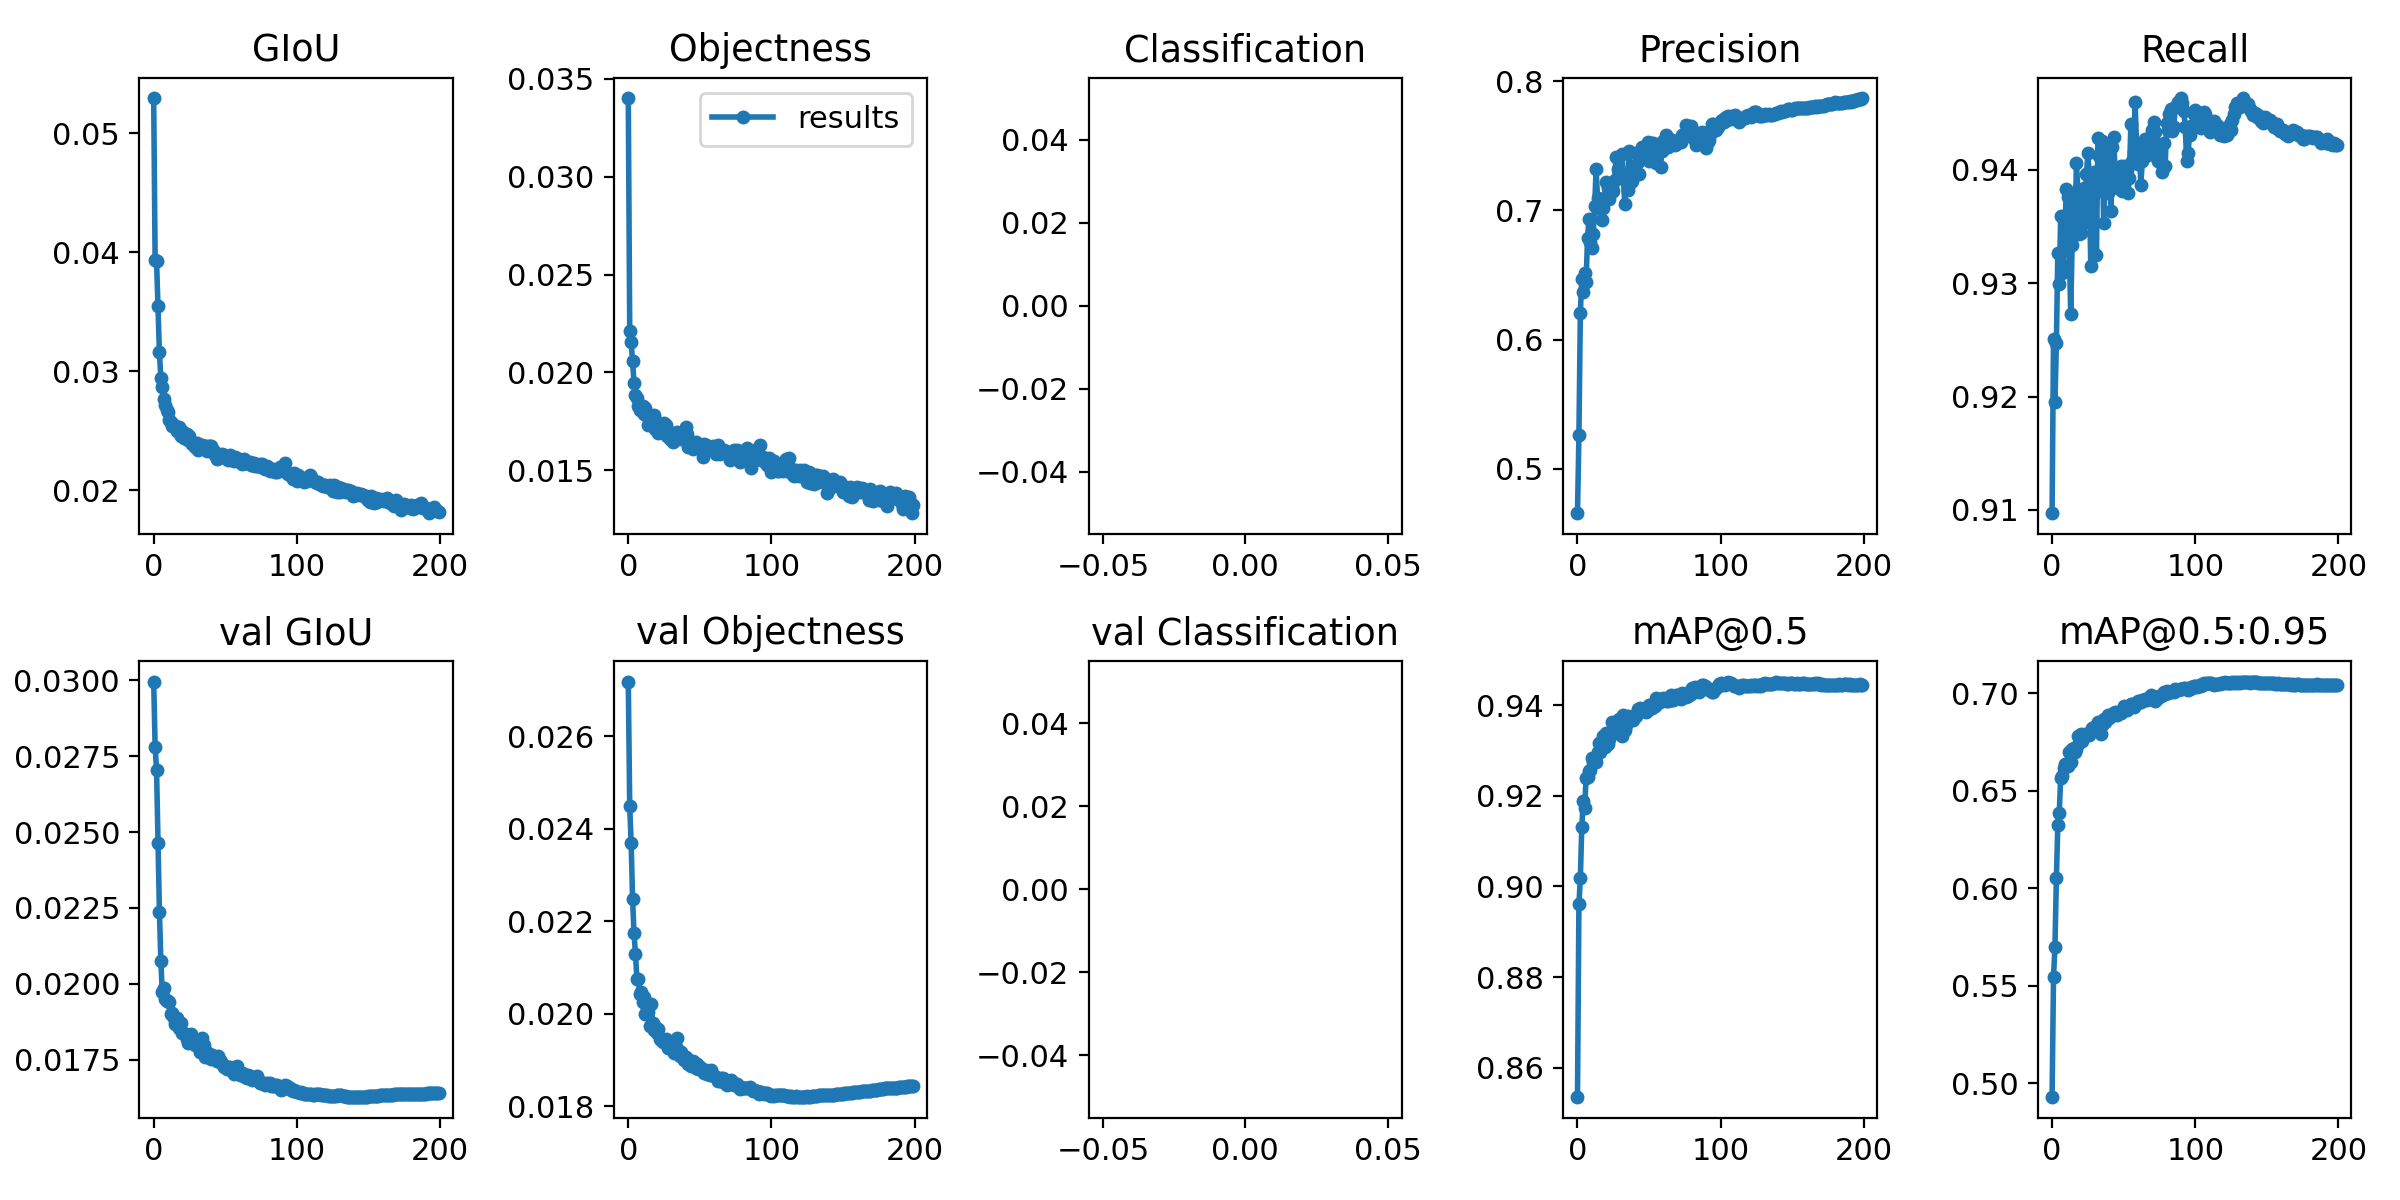 GIoU
0.05
0.04
0.03
0.02
0 100 200
Objectness
results
0.035
0.030
0.025
0.020
0.015
0 100 200
Classification
0.04
0.02
0.00
−0.02
−0.04
−0.05 0.00 0.05
Precision
0.8
0.7
0.6
0.5
0 100 200
Recall
0.94
0.93
0.92
0.91
0 100 200
val GIoU
0.0300
0.0275
0.0250
0.0225
0.0200
0.0175
0 100 200
val Objectness
0.026
0.024
0.022
0.020
0.018
0 100 200
val Classification
0.04
0.02
0.00
−0.02
−0.04
−0.05 0.00 0.05
mAP@0.5
0.94
0.92
0.90
0.88
0.86
0 100 200
mAP@0.5:0.95
0.70
0.65
0.60
0.55
0.50
0 100 200